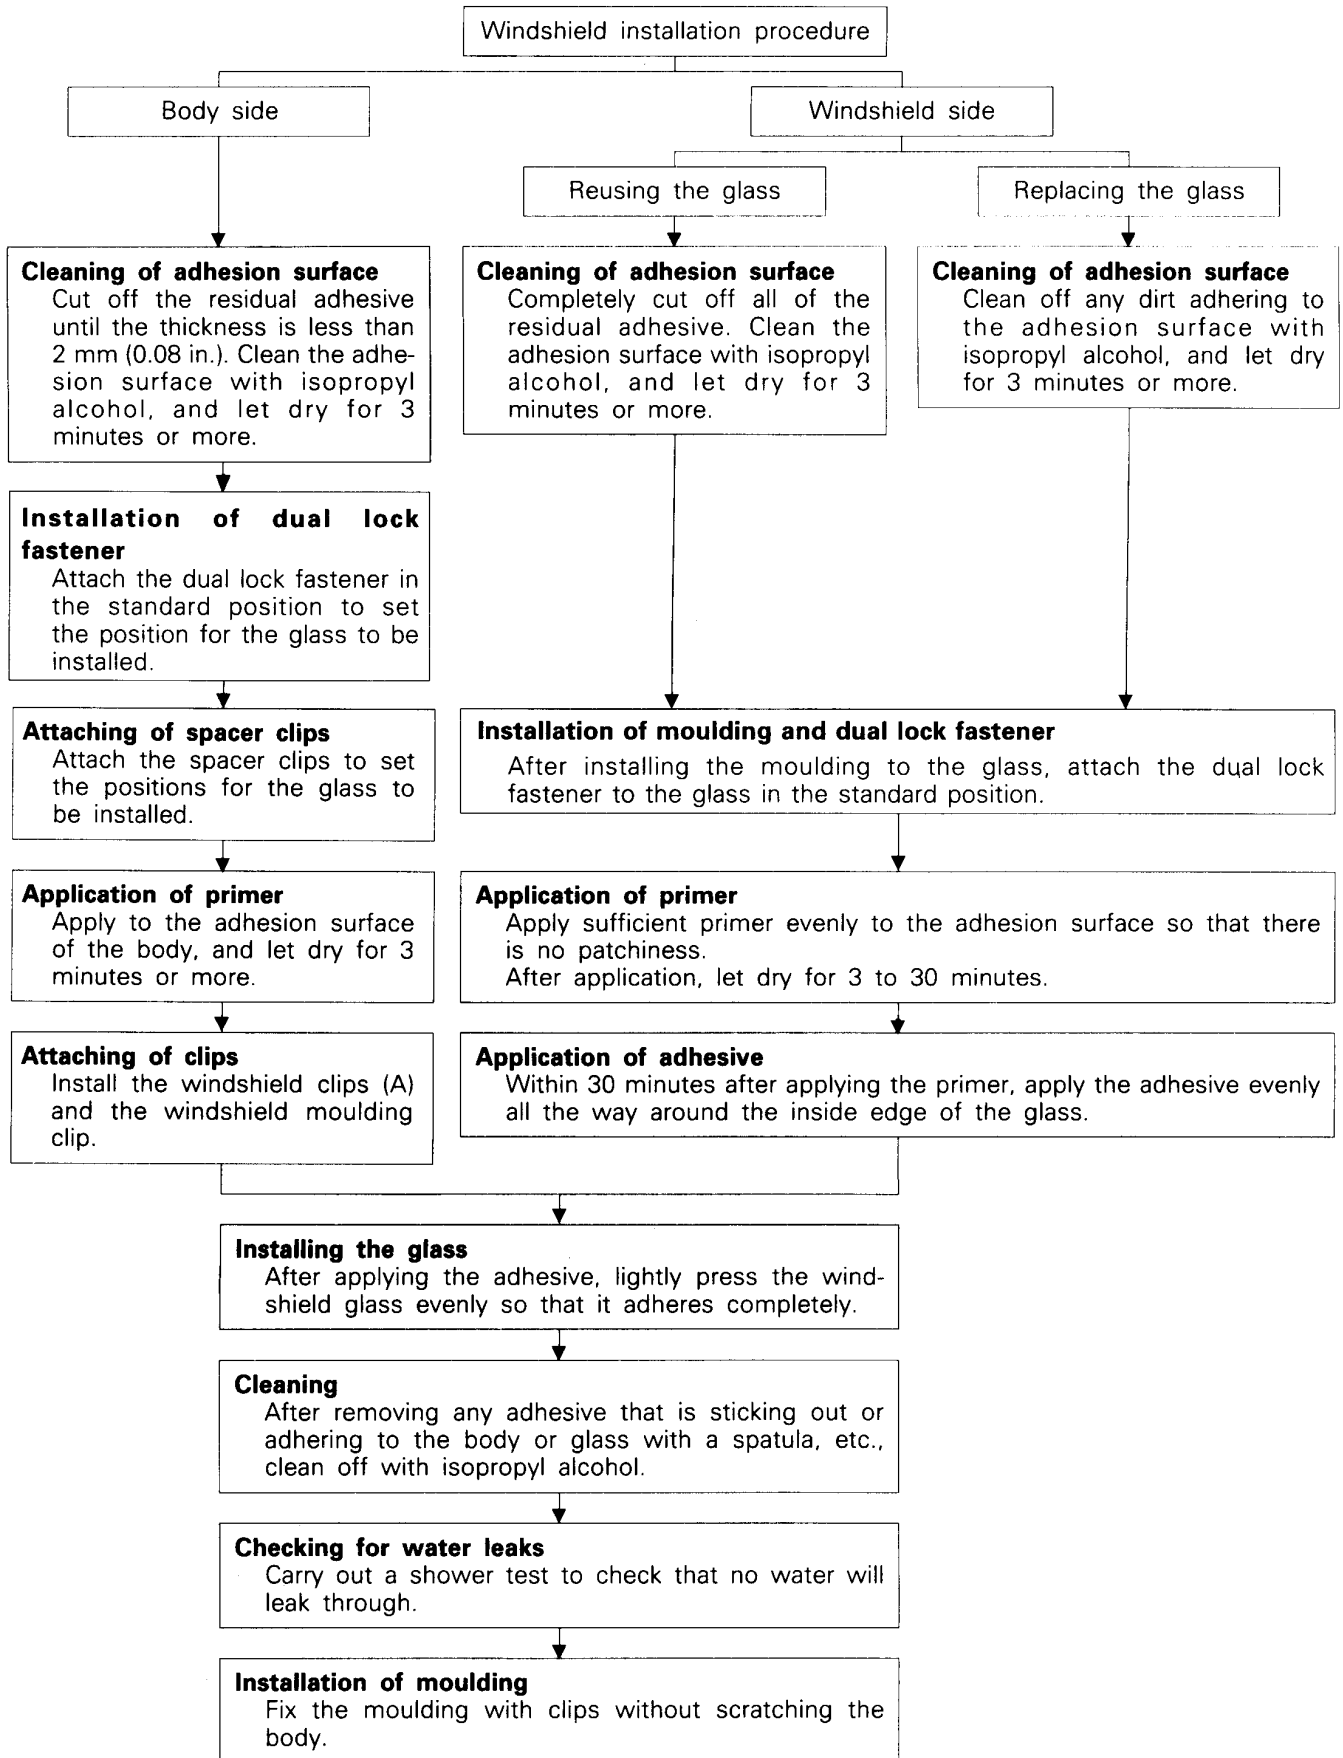 Windshield installation procedure
Body side
Windshield side
Reusing the glass
Replacing the glass
Cleaning of adhesion surface
Cut off the residual adhesive
until the thickness is less than
2 mm (0.08 in.). Clean the adhe-
sion surface with isopropyl
alcohol, and let dry for 3
minutes or more.
Cleaning of adhesion surface
Completely cut off all of the
residual adhesive. Clean the
adhesion surface with isopropyl
alcohol, and let dry for 3
minutes or more.
Cleaning of adhesion surface
Clean off any dirt adhering to
the adhesion surface with
isopropyl alcohol, and let dry
for 3 minutes or more.
Installation of dual lock
fastener
Attach the dual lock fastener in
the standard position to set
the position for the glass to be
installed.
Attaching of spacer clips
Attach the spacer clips to set
the positions for the glass to
be installed.
Installation of moulding and dual lock fastener
After installing the moulding to the glass, attach the dual lock
fastener to the glass in the standard position.
Application of primer
Apply to the adhesion surface
of the body, and let dry for 3
minutes or more.
Application of primer
Apply sufficient primer evenly to the adhesion surface so that there
is no patchiness.
After application, let dry for 3 to 30 minutes.
Attaching of clips
Install the windshield clips (A)
and the windshield moulding
clip.
Application of adhesive
Within 30 minutes after applying the primer, apply the adhesive evenly
all the way around the inside edge of the glass.
Installing the glass
After applying the adhesive, lightly press the wind-
shield glass evenly so that it adheres completely.
Cleaning
After removing any adhesive that is sticking out or
adhering to the body or glass with a spatula, etc.,
clean off with isopropyl alcohol.
Checking for water leaks
Carry out a shower test to check that no water will
leak through.
Installation of moulding
Fix the moulding with clips without scratching the
body.